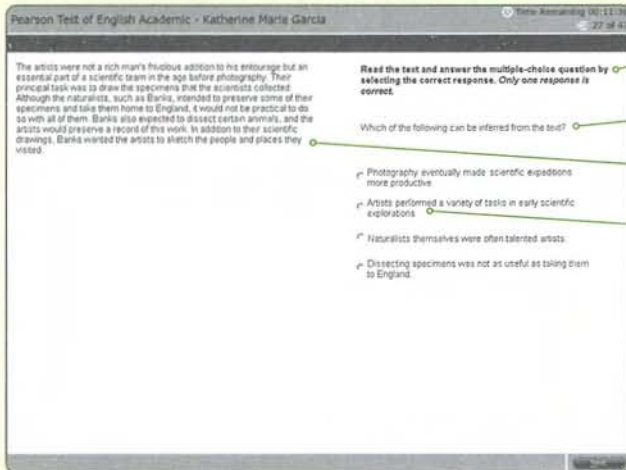 Pearson Test of English Academic - Katherine Marie Garcia
Time Remaining 00:11:36
27 of 41
The artists were not a rich man's frivolous addition to his entourage but an
essential part of a scientific team in the age before photography. Their
principal task was to draw the specimens that the scientists collected.
Although the naturalists, such as Banks, intended to preserve some of their
specimens and take them home to England, it would not be practical to do
so with all of them. Banks also expected to dissect certain animals, and the
artists would preserve a record of this work. In addition to their scientific
drawings, Banks wanted the artists to sketch the people and places they
visited.
Read the text and answer the multiple-choice question by
selecting the correct response. Only one response is
correct.
Which of the following can be inferred from the text?
Photography eventually made scientific expeditions
more productive.
Artists performed a variety of tasks in early scientific
explorations.
Naturalists themselves were often talented artists.
Dissecting specimens was not as useful as taking them
to England.